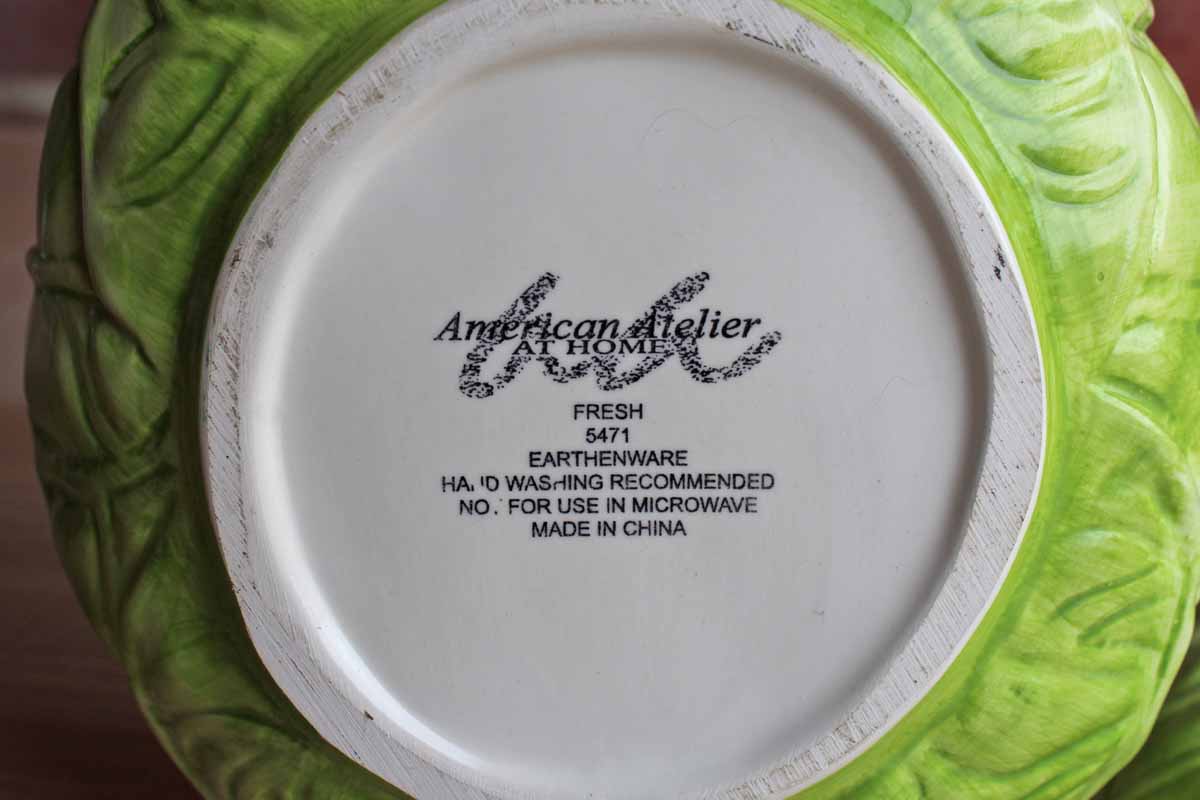 American Atelier
AT HOME
FRESH
5471
EARTHENWARE
HAND WASHING RECOMMENDED
NOT FOR USE IN MICROWAVE
MADE IN CHINA